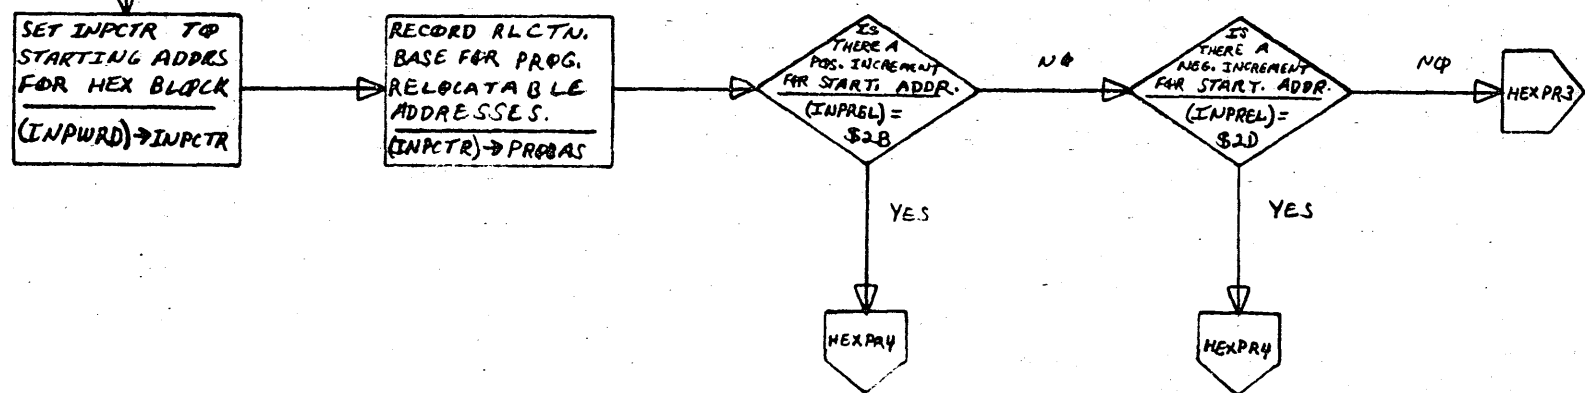 SET INPCTR TO
STARTING ADDRS
FOR HEX BLOCK
(INPWRD)→INPCTR
RECORD RLCTN.
BASE FOR PROG.
RELOCATABLE
ADDRESSES.
(INPCTR)→PROBAS
IS
THERE A
POS. INCREMENT
FOR START. ADDR.
(INPREL)=
$2B
NO
YES
HEXPR4
IS
THERE A
NEG. INCREMENT
FOR START. ADDR.
(INPREL)=
$2D
NO
YES
HEXPR4
HEXPR3